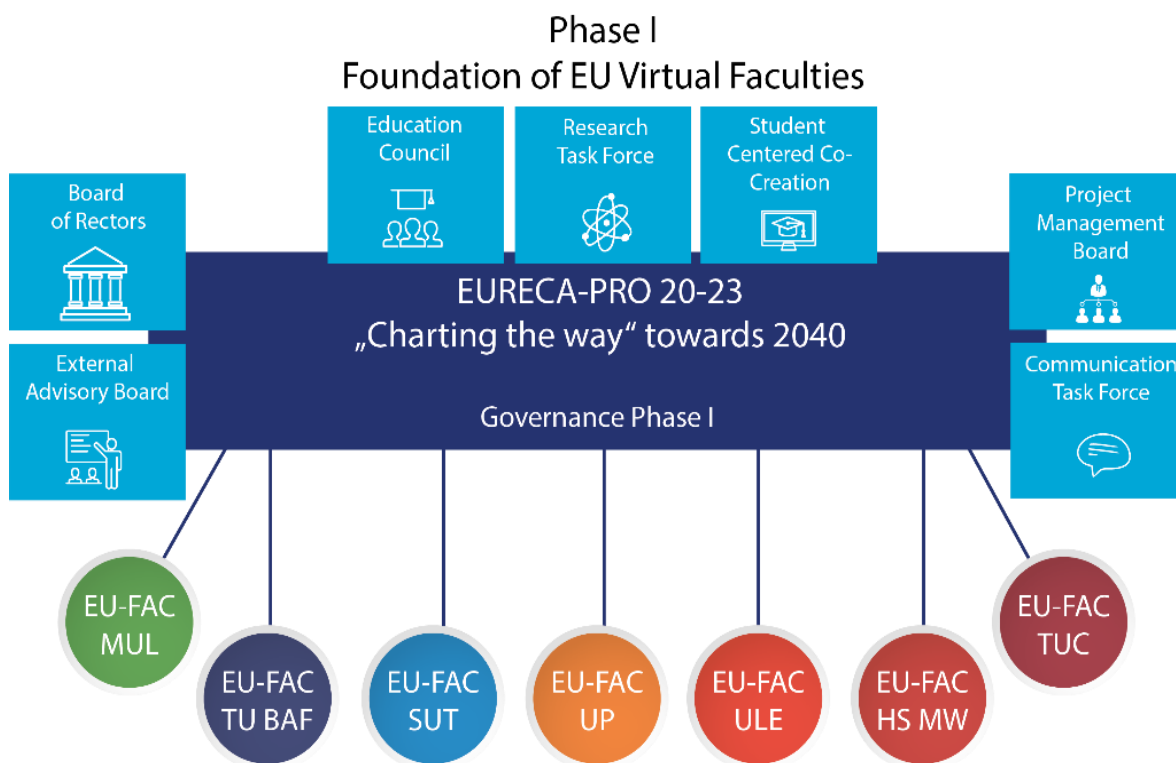 Phase I
Foundation of EU Virtual Faculties
Education
Council
Research
Task Force
Student
Centered Co-
Creation
Board
of Rectors
Project
Management
Board
EURECA-PRO 20-23
„Charting the way“ towards 2040
External
Advisory Board
Communication
Task Force
Governance Phase I
EU-FAC
MUL
EU-FAC
TU BAF
EU-FAC
SUT
EU-FAC
UP
EU-FAC
ULE
EU-FAC
HS MW
EU-FAC
TUC